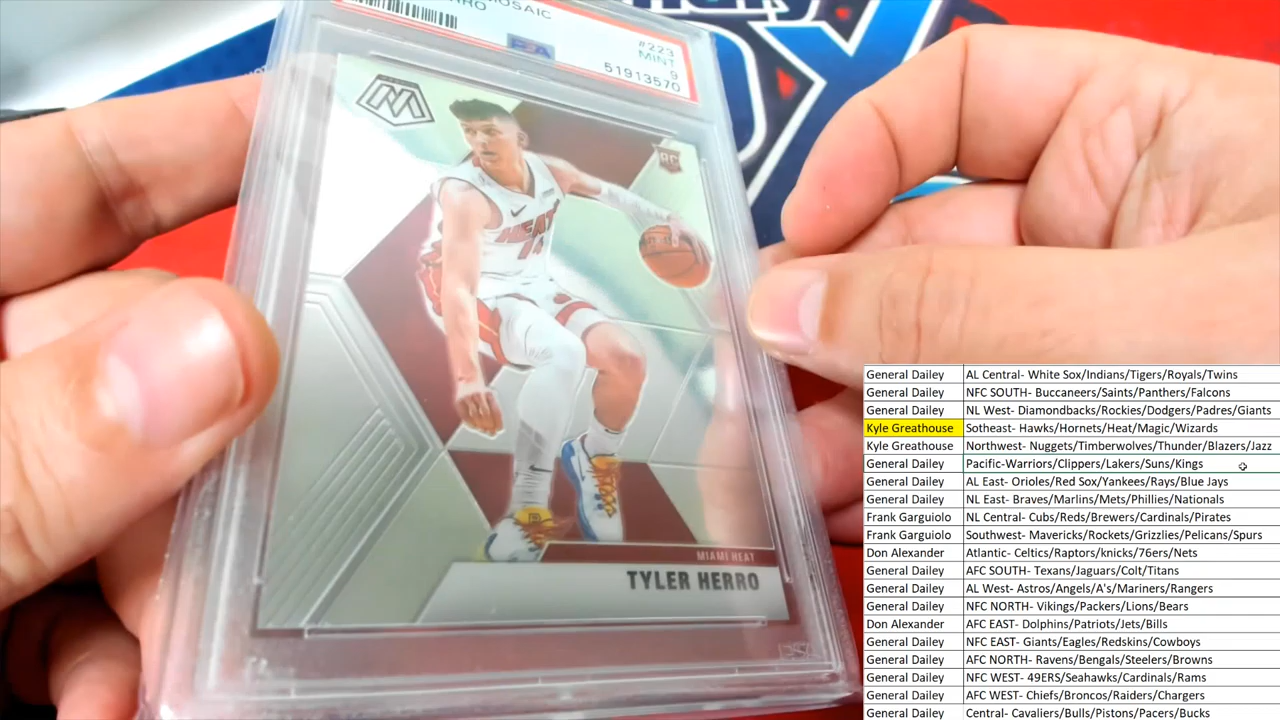 MOSAIC
#223
MINT
9
PSA
51913570
M
RC
HEAT
MIAMI HEAT
TYLER HERRO
General Dailey AL Central- White Sox/Indians/Tigers/Royals/Twins
General Dailey NFC SOUTH- Buccaneers/Saints/Panthers/Falcons
General Dailey NL West- Diamondbacks/Rockies/Dodgers/Padres/Giants
Kyle Greathouse Sotheast- Hawks/Hornets/Heat/Magic/Wizards
Kyle Greathouse Northwest- Nuggets/Timberwolves/Thunder/Blazers/Jazz
General Dailey Pacific-Warriors/Clippers/Lakers/Suns/Kings
General Dailey AL East- Orioles/Red Sox/Yankees/Rays/Blue Jays
General Dailey NL East- Braves/Marlins/Mets/Phillies/Nationals
Frank Garguiolo NL Central- Cubs/Reds/Brewers/Cardinals/Pirates
Frank Garguiolo Southwest- Mavericks/Rockets/Grizzlies/Pelicans/Spurs
Don Alexander Atlantic- Celtics/Raptors/knicks/76ers/Nets
General Dailey AFC SOUTH- Texans/Jaguars/Colt/Titans
General Dailey AL West- Astros/Angels/A's/Mariners/Rangers
General Dailey NFC NORTH- Vikings/Packers/Lions/Bears
Don Alexander AFC EAST- Dolphins/Patriots/Jets/Bills
General Dailey NFC EAST- Giants/Eagles/Redskins/Cowboys
General Dailey AFC NORTH- Ravens/Bengals/Steelers/Browns
General Dailey NFC WEST- 49ERS/Seahawks/Cardinals/Rams
General Dailey AFC WEST- Chiefs/Broncos/Raiders/Chargers
General Dailey Central- Cavaliers/Bulls/Pistons/Pacers/Bucks